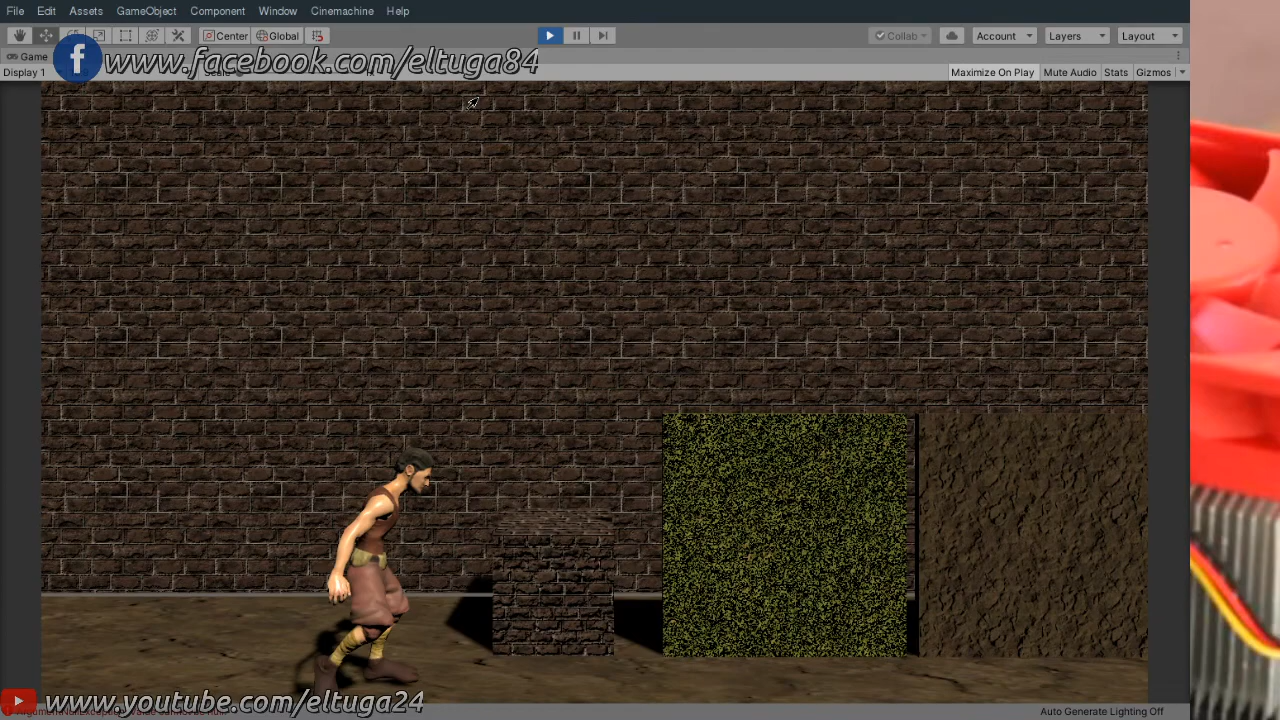 File Edit Assets GameObject Component Window Cinemachine Help
Center Global Collab Account Layers Layout
Game
www.facebook.com/eltuga84
Display 1 Scale Maximize On Play Mute Audio Stats Gizmos
www.youtube.com/eltuga24
Auto Generate Lighting Off